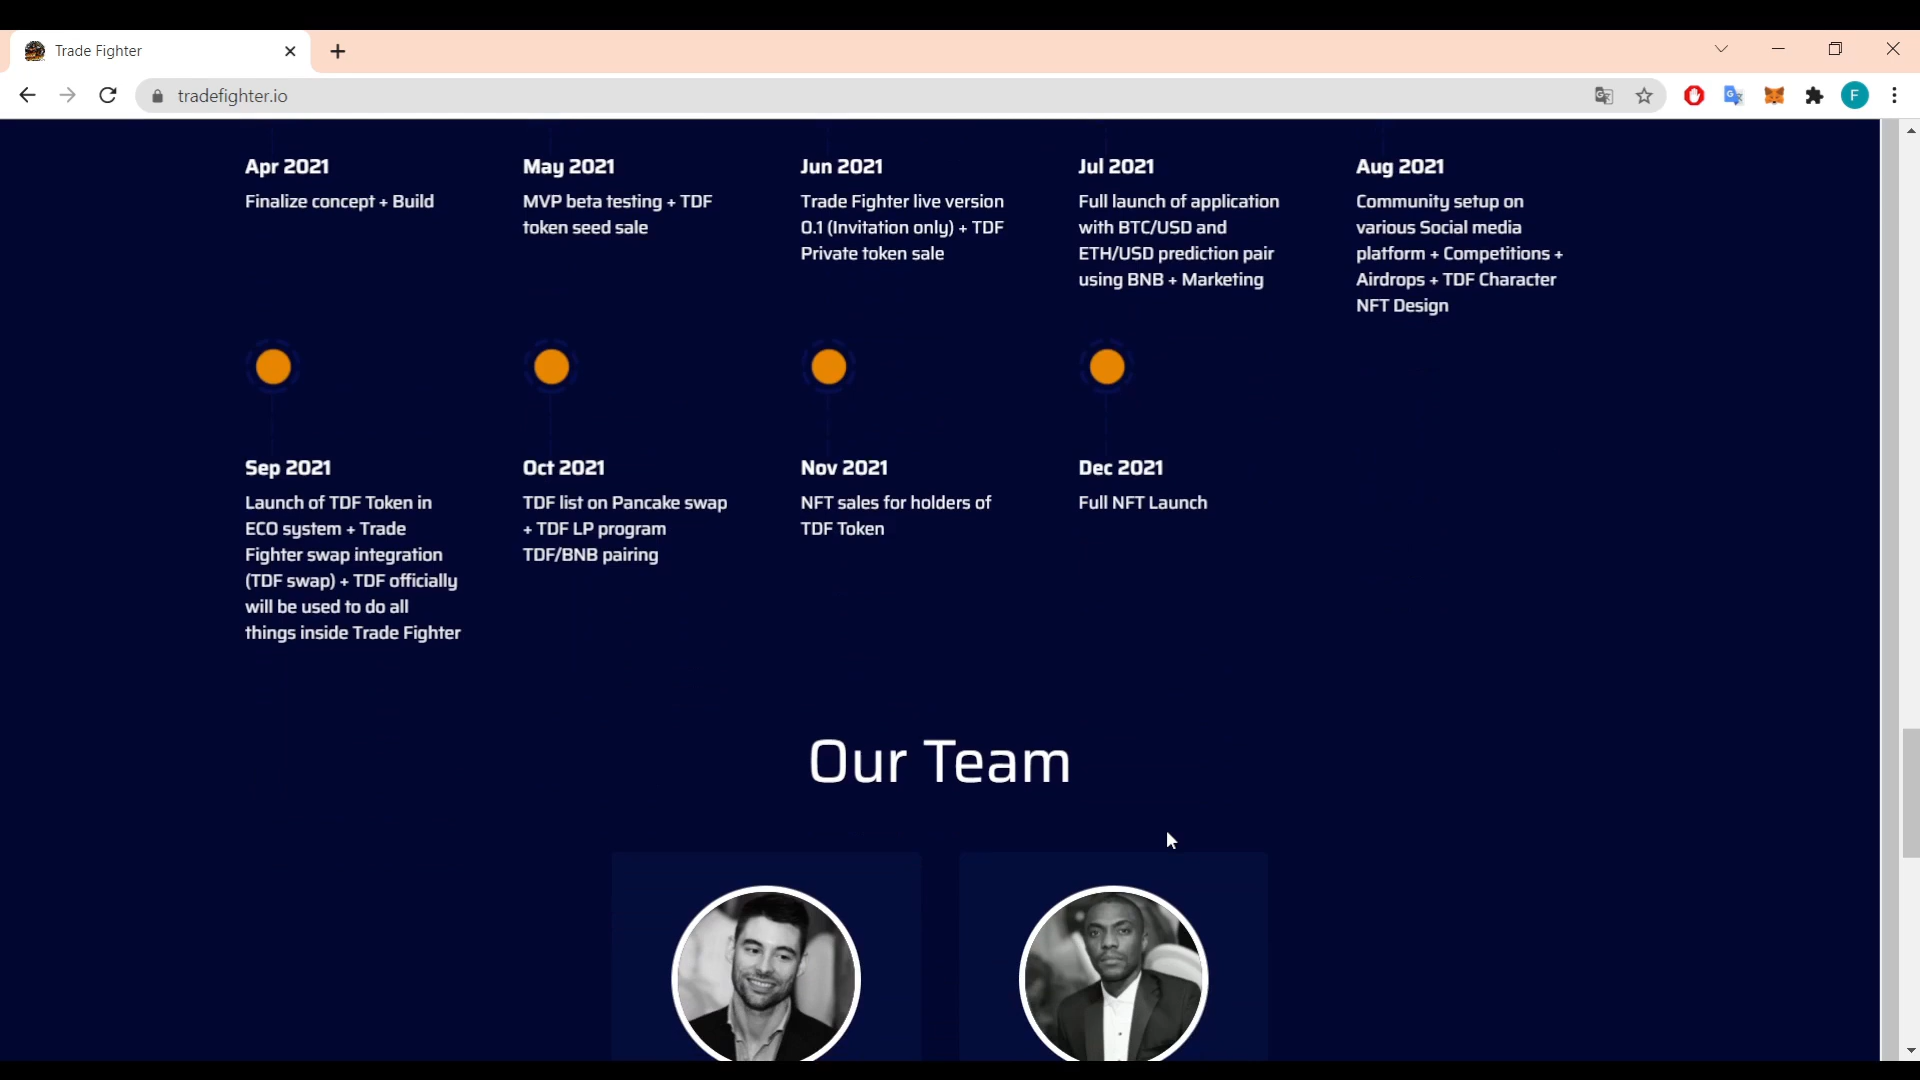 Trade Fighter
tradefighter.io
F
Apr 2021
Finalize concept + Build
May 2021
MVP beta testing + TDF
token seed sale
Jun 2021
Trade Fighter live version
0.1 (Invitation only) + TDF
Private token sale
Jul 2021
Full launch of application
with BTC/USD and
ETH/USD prediction pair
using BNB + Marketing
Aug 2021
Community setup on
various Social media
platform + Competitions +
Airdrops + TDF Character
NFT Design
Sep 2021
Launch of TDF Token in
ECO system + Trade
Fighter swap integration
(TDF swap) + TDF officially
will be used to do all
things inside Trade Fighter
Oct 2021
TDF list on Pancake swap
+ TDF LP program
TDF/BNB pairing
Nov 2021
NFT sales for holders of
TDF Token
Dec 2021
Full NFT Launch
Our Team